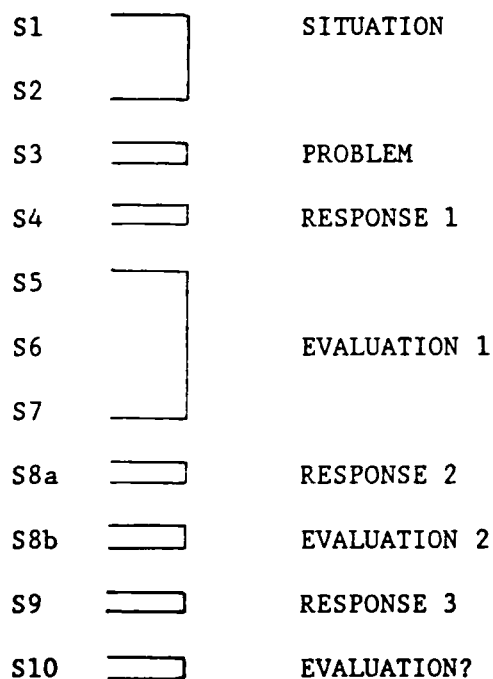 S1 SITUATION
S2
S3 PROBLEM
S4 RESPONSE 1
S5
S6 EVALUATION 1
S7
S8a RESPONSE 2
S8b EVALUATION 2
S9 RESPONSE 3
S10 EVALUATION?